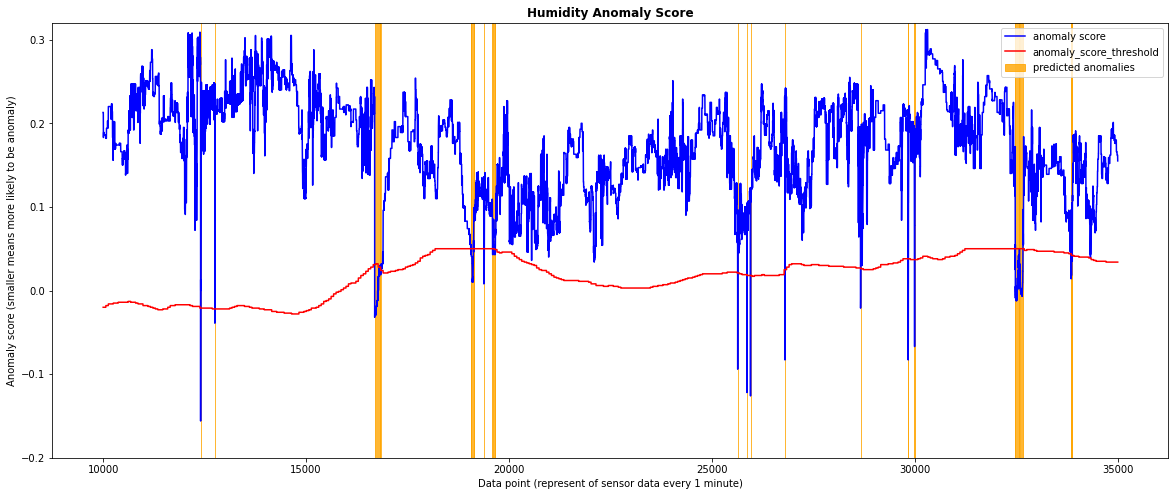 Humidity Anomaly Score
anomaly score
anomaly_score_threshold
predicted anomalies
Anomaly score (smaller means more likely to be anomaly)
0.3
0.2
0.1
0.0
−0.1
−0.2
10000 15000 20000 25000 30000 35000
Data point (represent of sensor data every 1 minute)